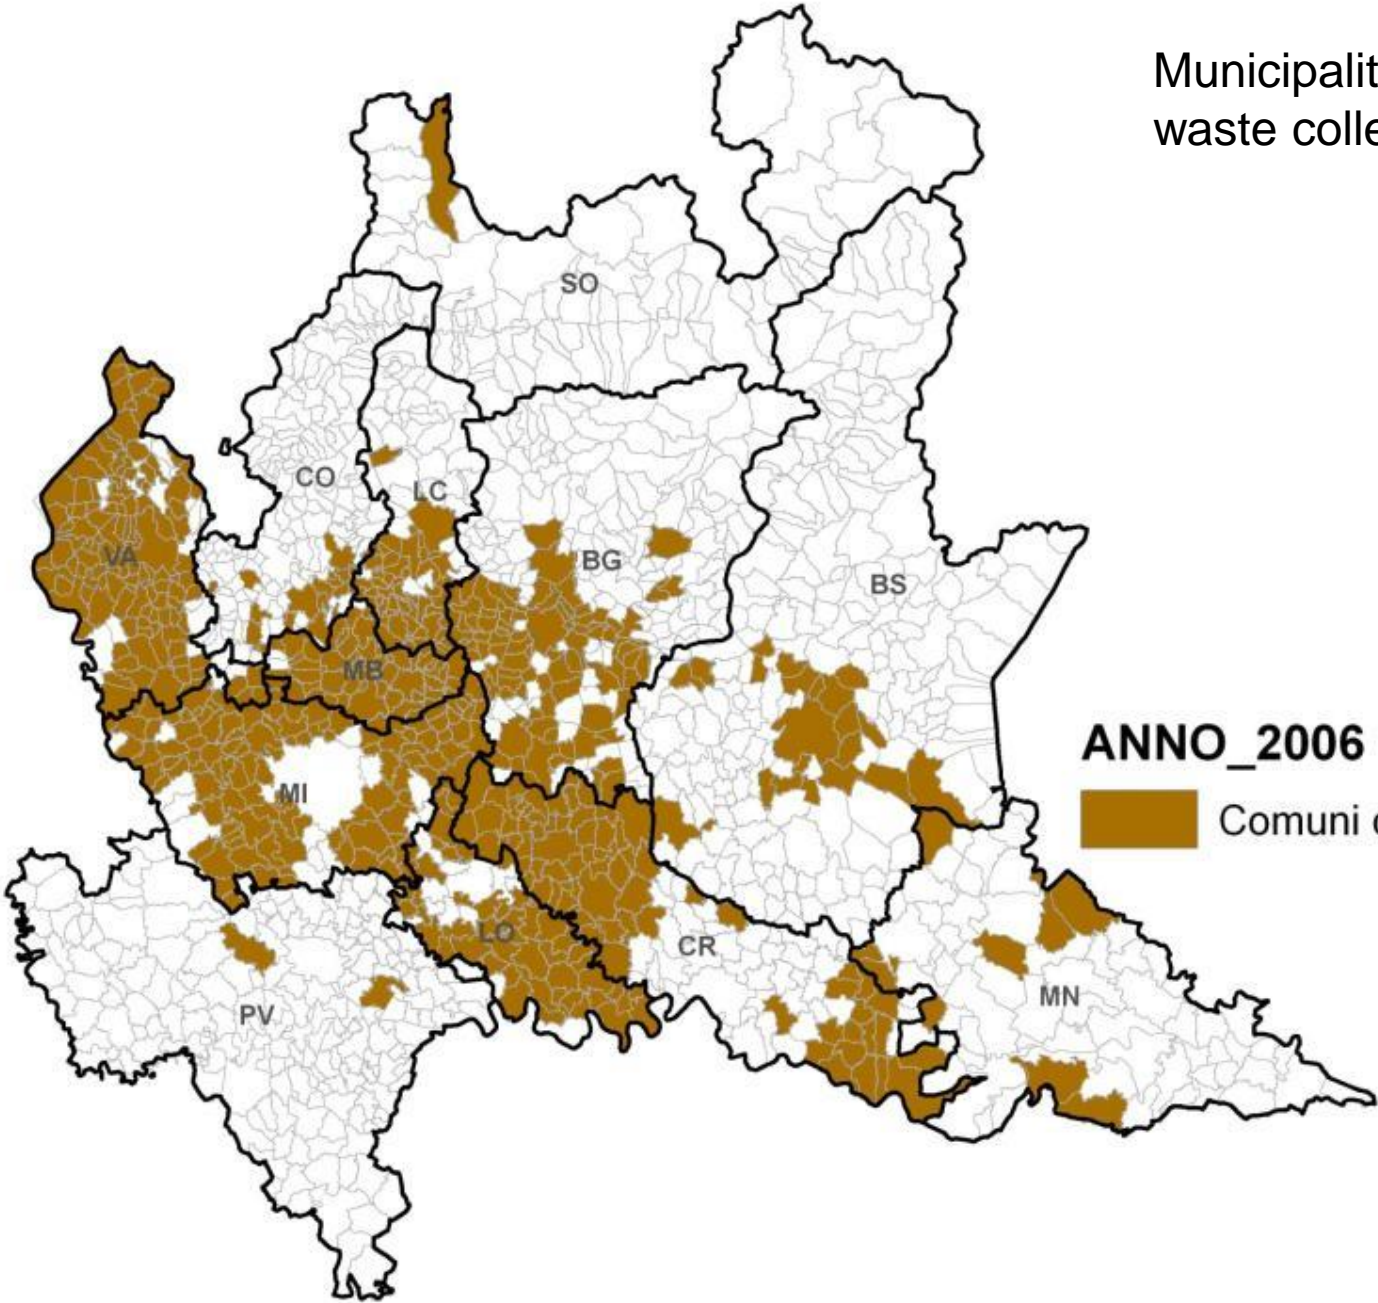 Municipalit
waste colle
SO
CO
LC
VA
BG
BS
MB
ANNO_2006
MI
Comuni c
LO
CR
MN
PV